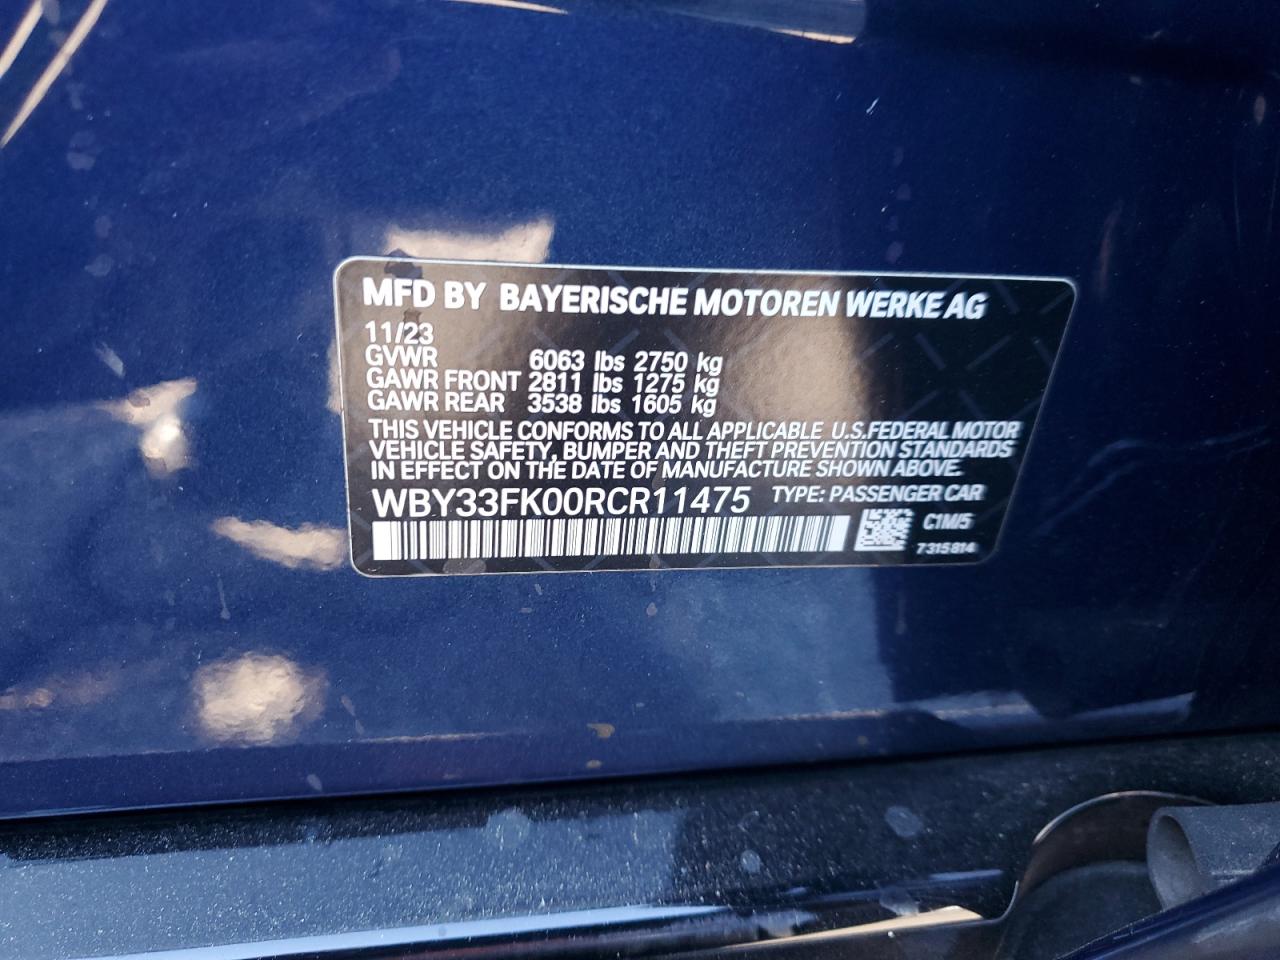 MFD BY BAYERISCHE MOTOREN WERKE AG
11/23
GVWR 6063 lbs 2750 kg
GAWR FRONT 2811 lbs 1275 kg
GAWR REAR 3538 lbs 1605 kg
THIS VEHICLE CONFORMS TO ALL APPLICABLE U.S.FEDERAL MOTOR
VEHICLE SAFETY, BUMPER AND THEFT PREVENTION STANDARDS
IN EFFECT ON THE DATE OF MANUFACTURE SHOWN ABOVE.
WBY33FK00RCR11475 TYPE: PASSENGER CAR
C1M/5
7315814